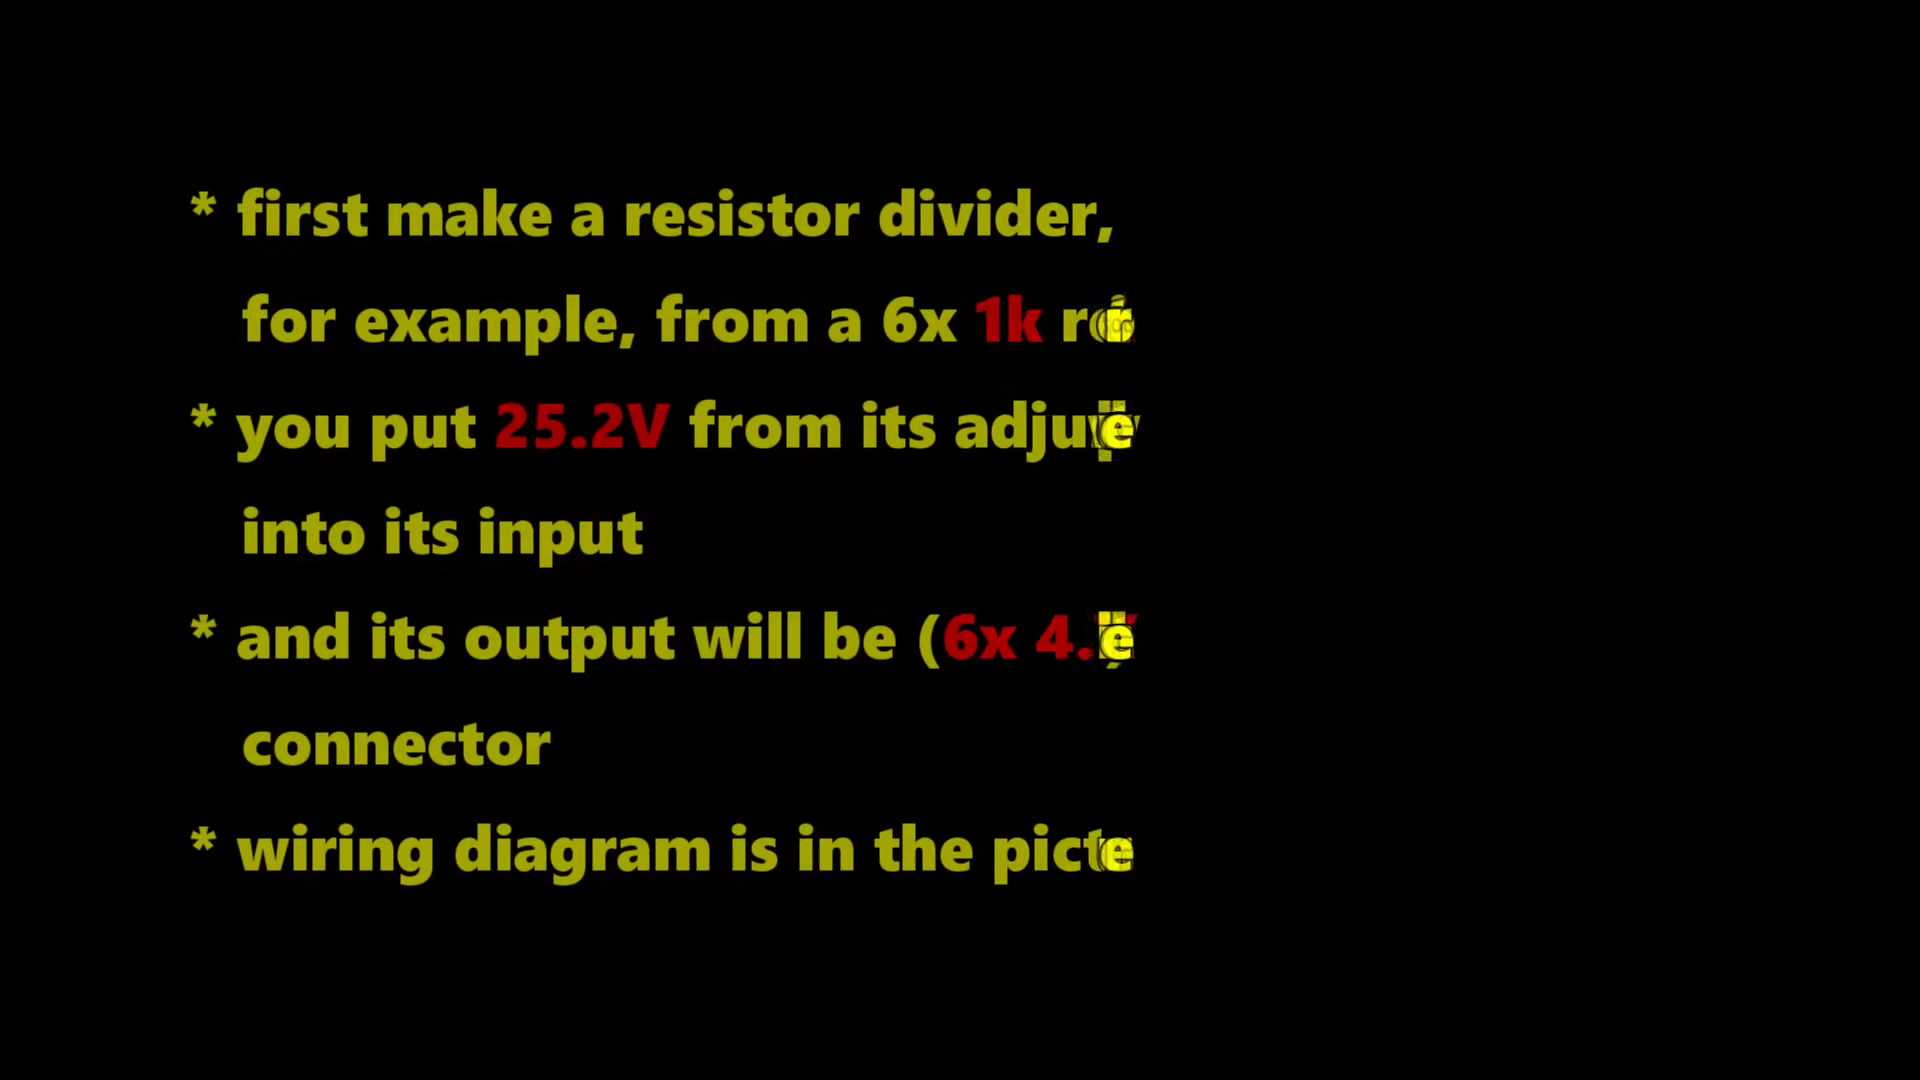 * first make a resistor divider,
for example, from a 6x 1k
* you put 25.2V from its
into its input
* and its output will be (6x
connector
* wiring diagram is in the